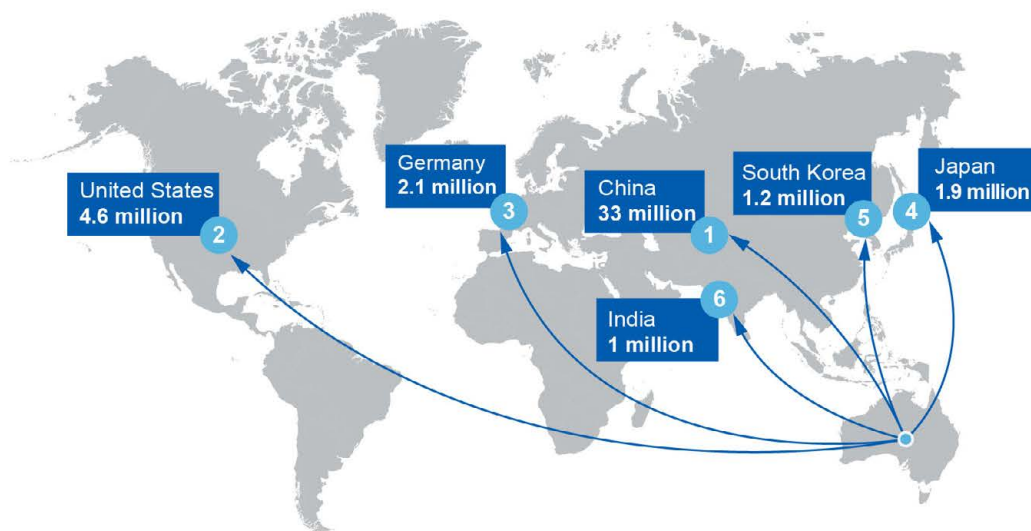 United States
4.6 million
2
Germany
2.1 million
3
China
33 million
1
South Korea
1.2 million
5
Japan
1.9 million
4
India
1 million
6